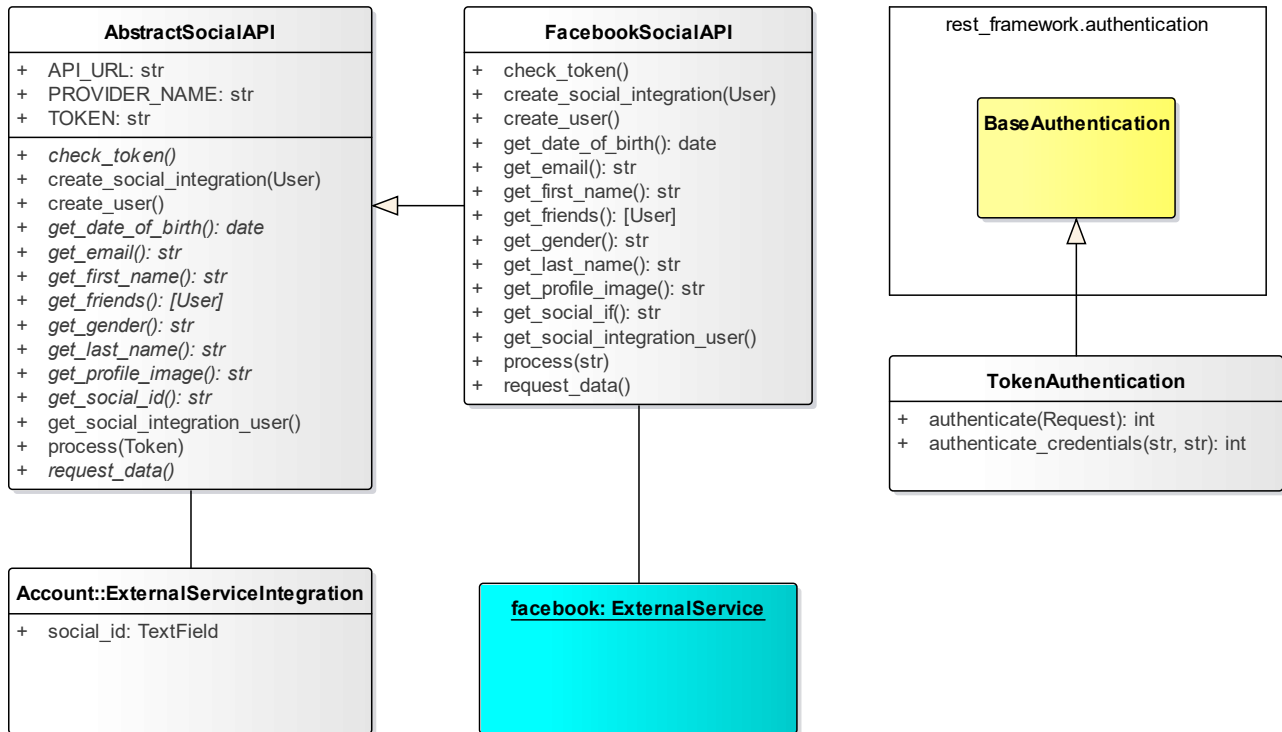 AbstractSocialAPI
+ API_URL: str
+ PROVIDER_NAME: str
+ TOKEN: str
+ check_token()
+ create_social_integration(User)
+ create_user()
+ get_date_of_birth(): date
+ get_email(): str
+ get_first_name(): str
+ get_friends(): [User]
+ get_gender(): str
+ get_last_name(): str
+ get_profile_image(): str
+ get_social_id(): str
+ get_social_integration_user()
+ process(Token)
+ request_data()
FacebookSocialAPI
+ check_token()
+ create_social_integration(User)
+ create_user()
+ get_date_of_birth(): date
+ get_email(): str
+ get_first_name(): str
+ get_friends(): [User]
+ get_gender(): str
+ get_last_name(): str
+ get_profile_image(): str
+ get_social_if(): str
+ get_social_integration_user()
+ process(str)
+ request_data()
rest_framework.authentication
BaseAuthentication
TokenAuthentication
+ authenticate(Request): int
+ authenticate_credentials(str, str): int
Account::ExternalServiceIntegration
+ social_id: TextField
facebook: ExternalService